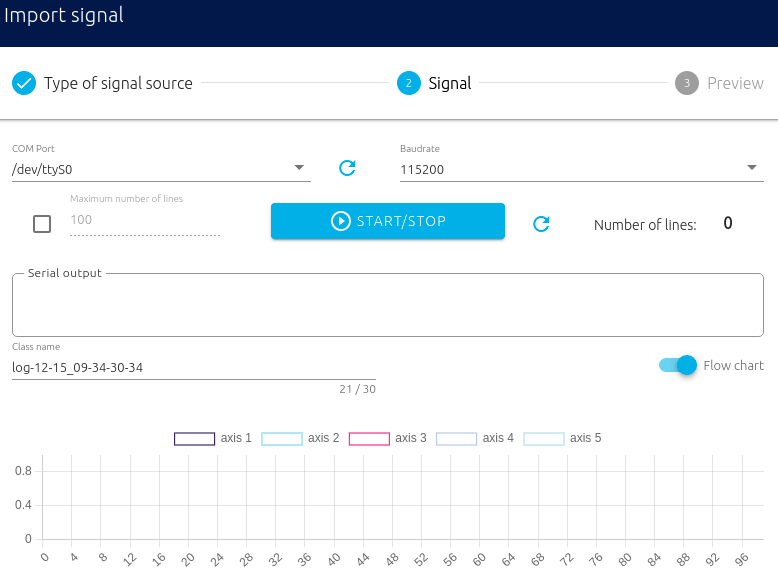 Import signal
Type of signal source
2 Signal
3 Preview
COM Port
Baudrate
/dev/ttyS0
115200
Maximum number of lines
100
START/STOP
Number of lines: 0
Serial output
Class name
log-12-15_09-34-30-34
Flow chart
21 / 30
axis 1 axis 2 axis 3 axis 4 axis 5
0.8
0.4
0
0 4 8 12 16 20 24 28 32 36 40 44 48 52 56 60 64 68 72 76 80 84 88 92 96